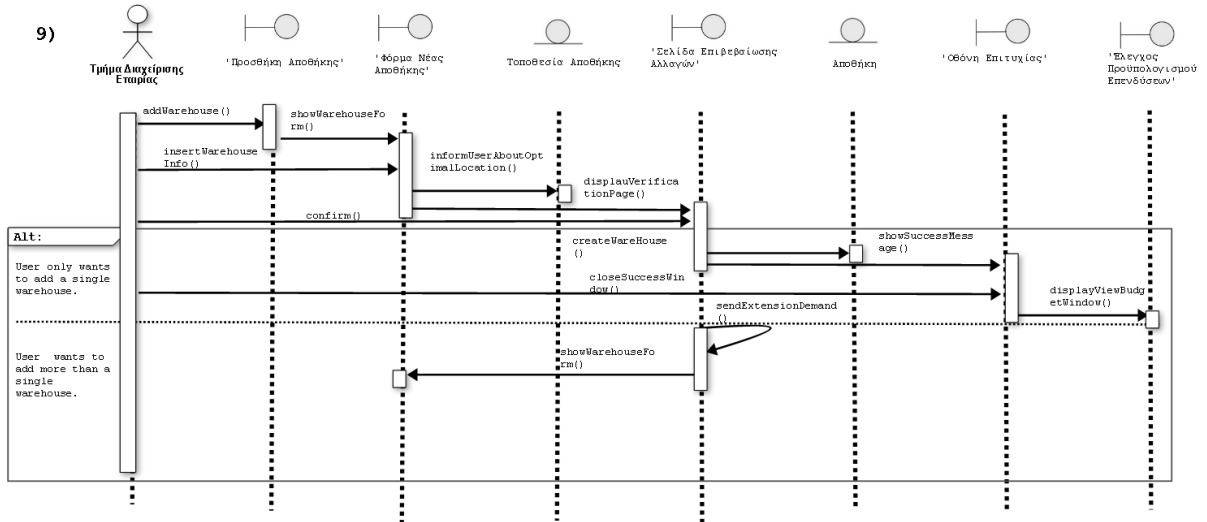 9)
Τμήμα Διαχείρισης
Εταιρίας
'Προσθήκη Αποθήκης'
'Φόρμα Νέας
Αποθήκης'
Τοποθεσία Αποθήκης
'Σελίδα Επιβεβαίωσης
Αλλαγών'
Αποθήκη
'Οθόνη Επιτυχίας'
'Έλεγχος
Προϋπολογισμού
Επενδύσεων'
addWarehouse()
showWarehouseFo
rm()
insertWarehouse
Info()
informUserAboutOpt
imalLocation()
displauVerifica
tionPage()
confirm()
Alt:
User only wants
to add a single
warehouse.
createWareHouse
()
showSuccessMess
age()
closeSuccessWin
dow()
displayViewBudg
etWindow()
sendExtensionDemand
()
User wants to
add more than a
single
warehouse.
showWarehouseFo
rm()